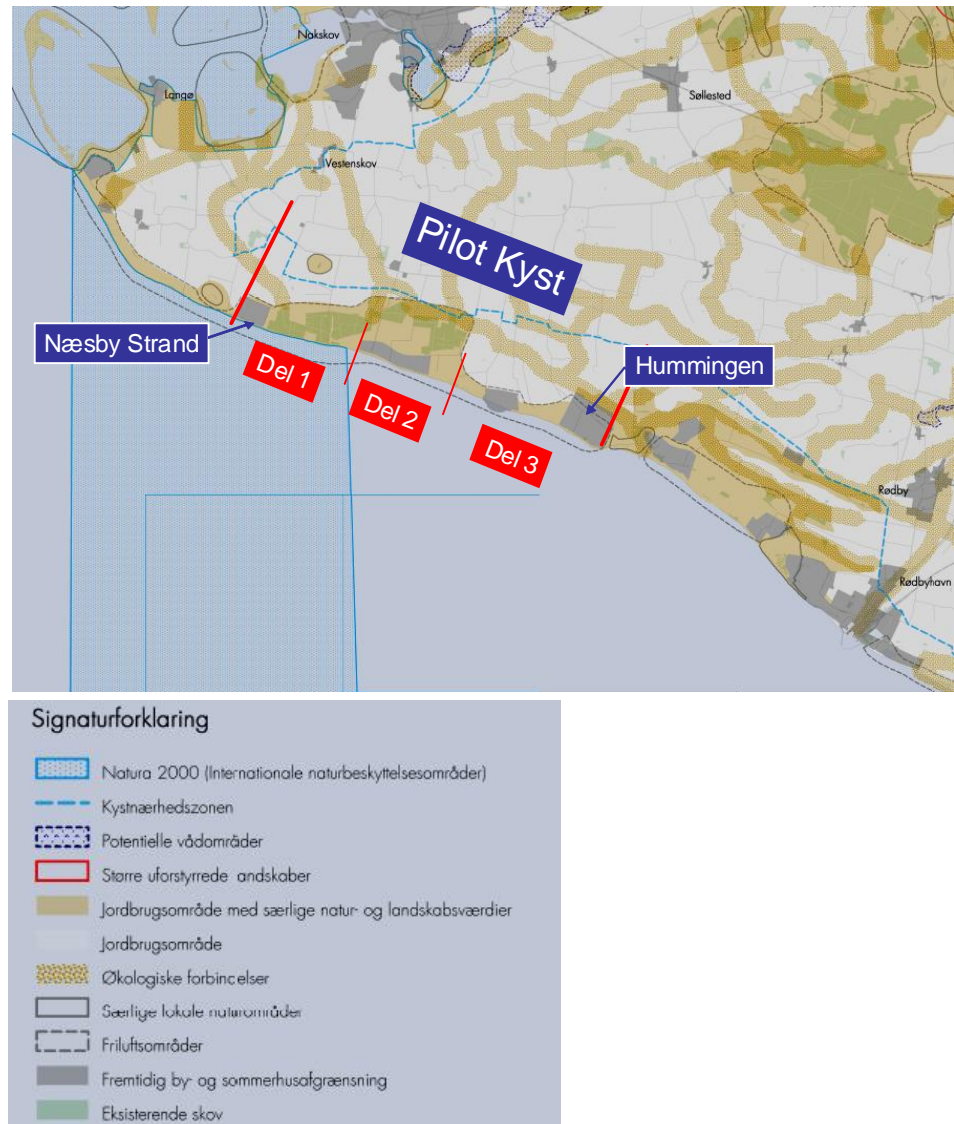 Nakskov
Langø
Søllested
Vestenskov
Pilot Kyst
Næsby Strand
Hummingen
Del 1
Del 2
Del 3
Rødby
Rødbyhavn
Signaturforklaring
Natura 2000 (Internationale naturbeskyttelsesområder)
Kystnærhedszonen
Potentielle vådområder
Større uforstyrrede andskaber
Jordbrugsområde med særlige natur- og landskabsværdier
Jordbrugsområde
Økologiske forbincelser
Særlige lokale naturområder
Friluftsområder
Fremtidig by- og sommerhusafgrænsning
Eksisterende skov